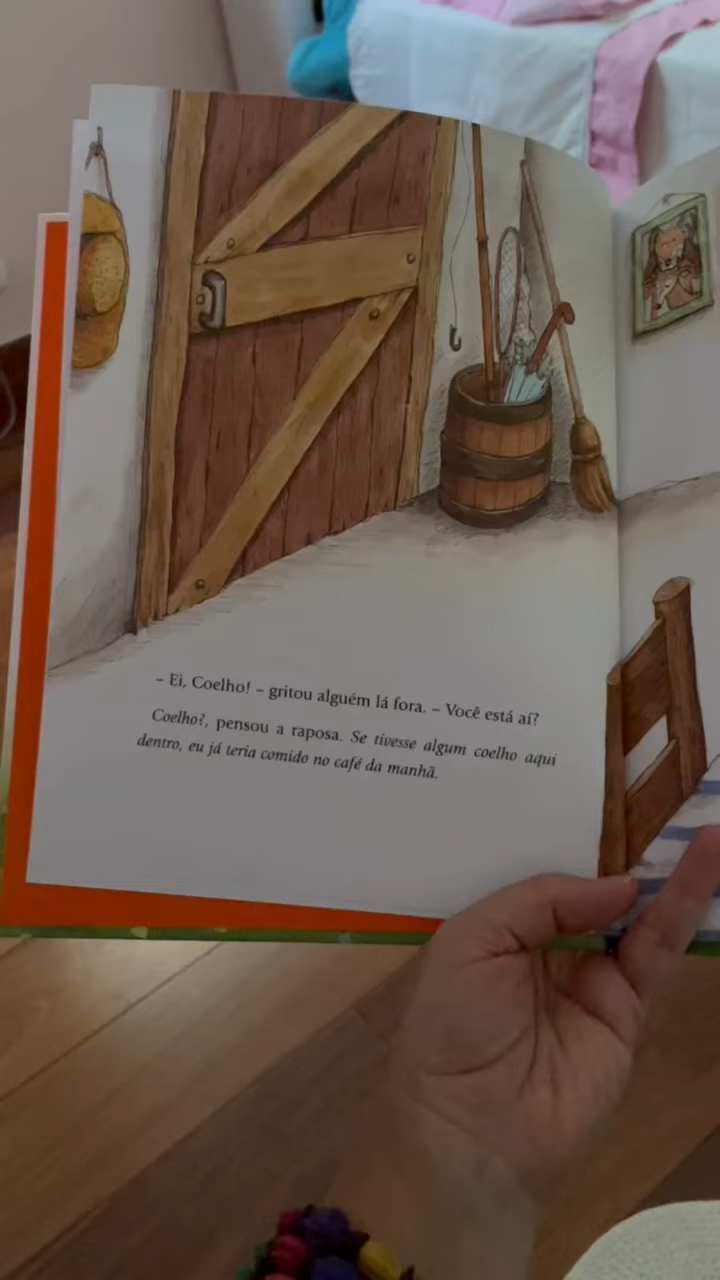 – Ei, Coelho! – gritou alguém lá fora. – Você está aí?
Coelho?, pensou a raposa. Se tivesse algum coelho aqui
dentro, eu já teria comido no café da manhã.